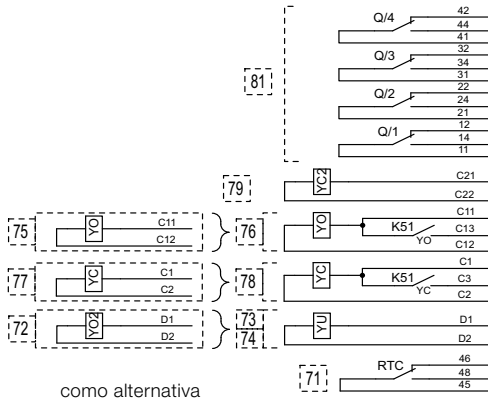 42
Q/4
44
41
32
Q/3
34
31
81
22
Q/2
24
21
12
Q/1
14
11
79
YC2
C21
C22
75
YO
C11
C12
76
YO
C11
K51
C13
YO
C12
77
YC
C1
C2
78
YC
C1
K51
C3
YC
C2
72
YO2
D1
D2
73
74
YU
D1
D2
71
RTC
46
48
45
como alternativa